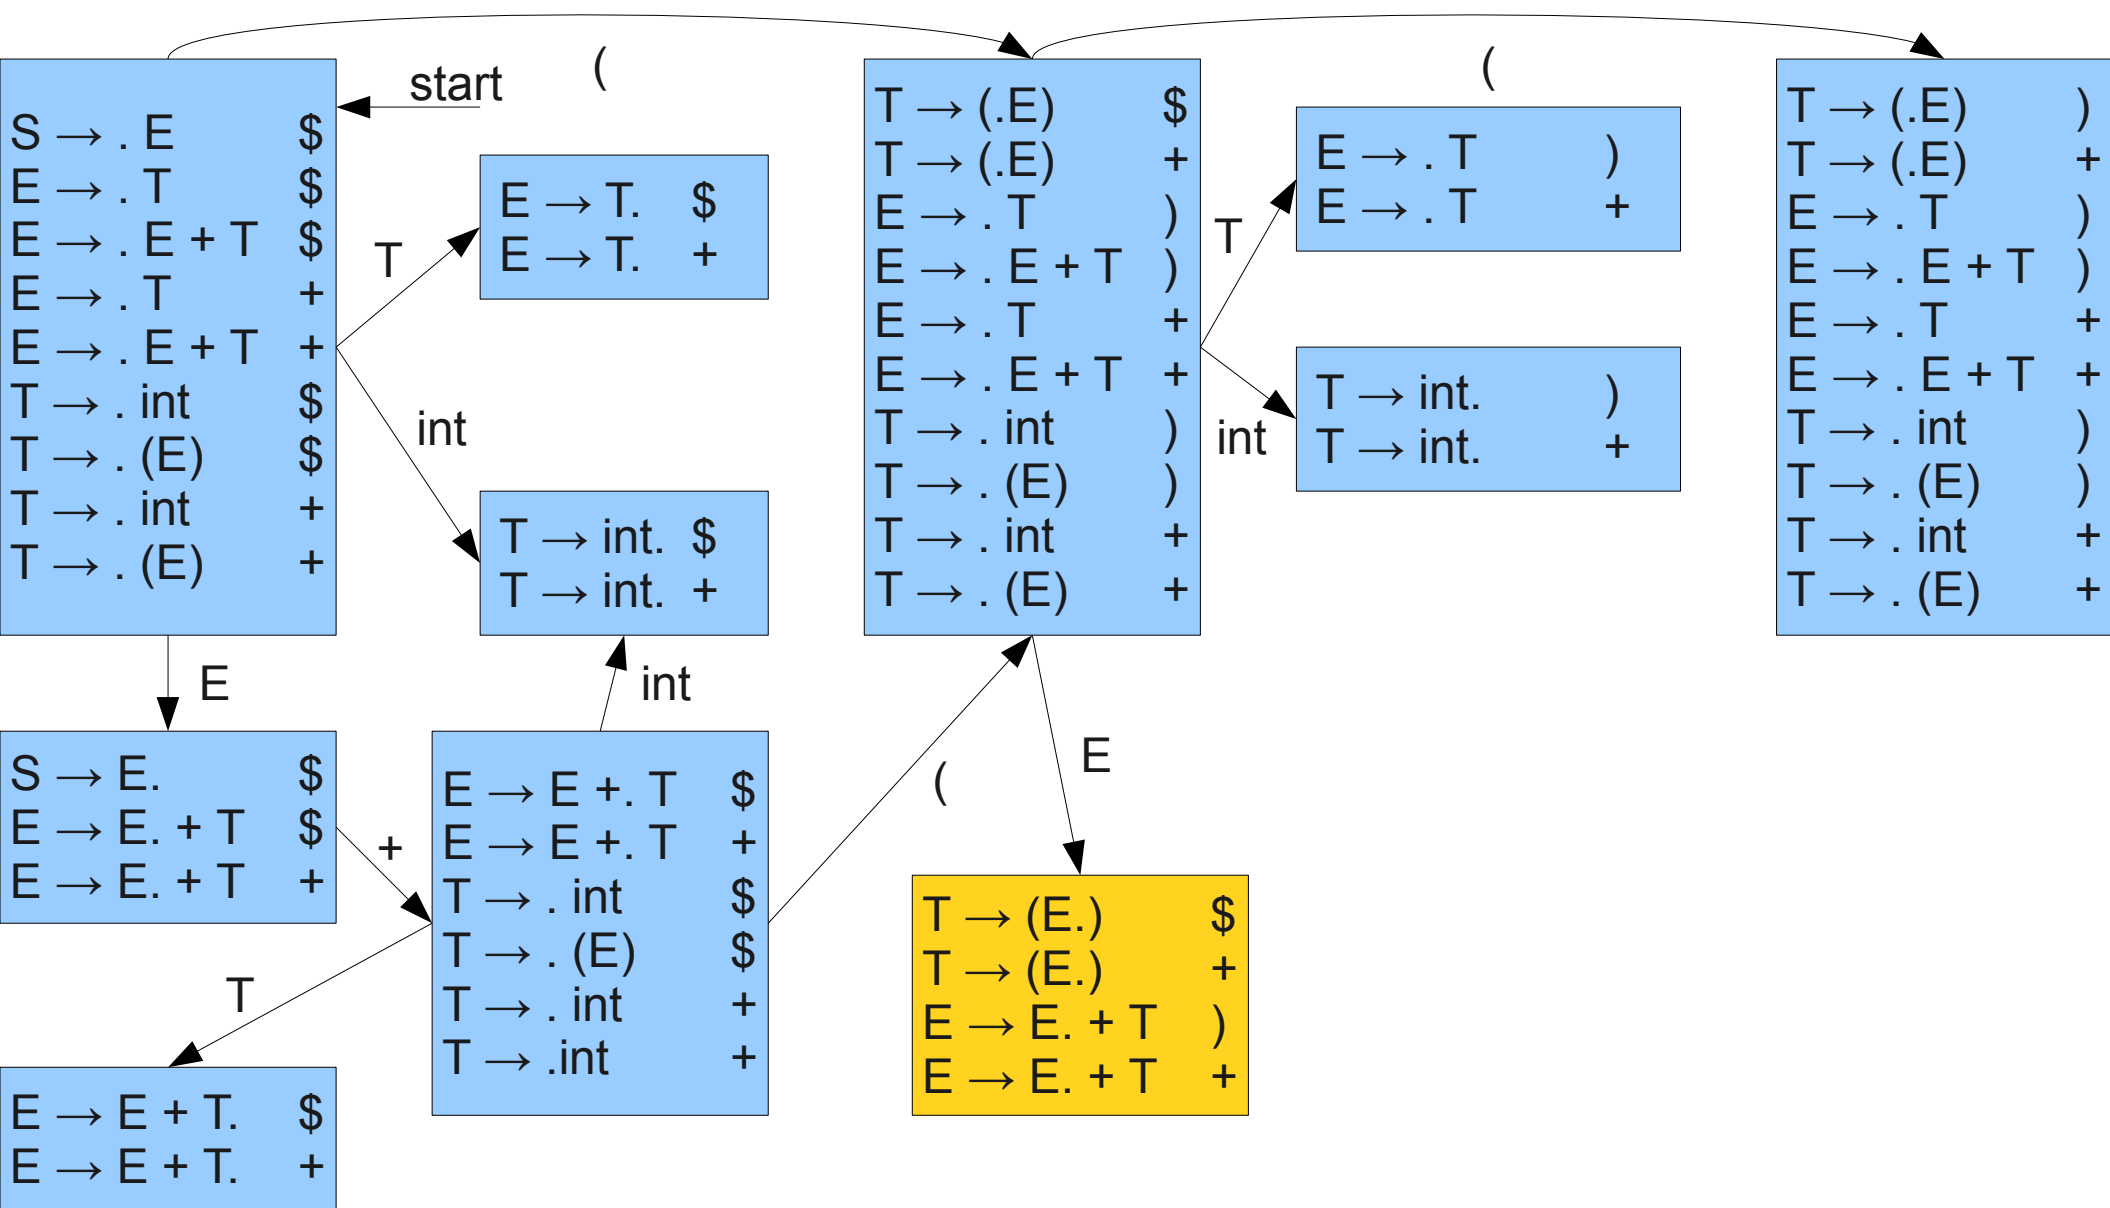 (
(
start
S → . E $
E → . T $
E → . E + T $
E → . T +
E → . E + T +
T → . int $
T → . (E) $
T → . int +
T → . (E) +
T
E → T. $
E → T. +
int
T → int. $
T → int. +
T → (.E) $
T → (.E) +
E → . T )
E → . E + T )
E → . T +
E → . E + T +
T → . int )
T → . (E) )
T → . int +
T → . (E) +
T
E → . T )
E → . T +
int
T → int. )
T → int. +
T → (.E) )
T → (.E) +
E → . T )
E → . E + T )
E → . T +
E → . E + T +
T → . int )
T → . (E) )
T → . int +
T → . (E) +
E
int
S → E. $
E → E. + T $
E → E. + T +
+
E → E +. T $
E → E +. T +
T → . int $
T → . (E) $
T → . int +
T → .int +
(
E
T → (E.) $
T → (E.) +
E → E. + T )
E → E. + T +
T
E → E + T. $
E → E + T. +